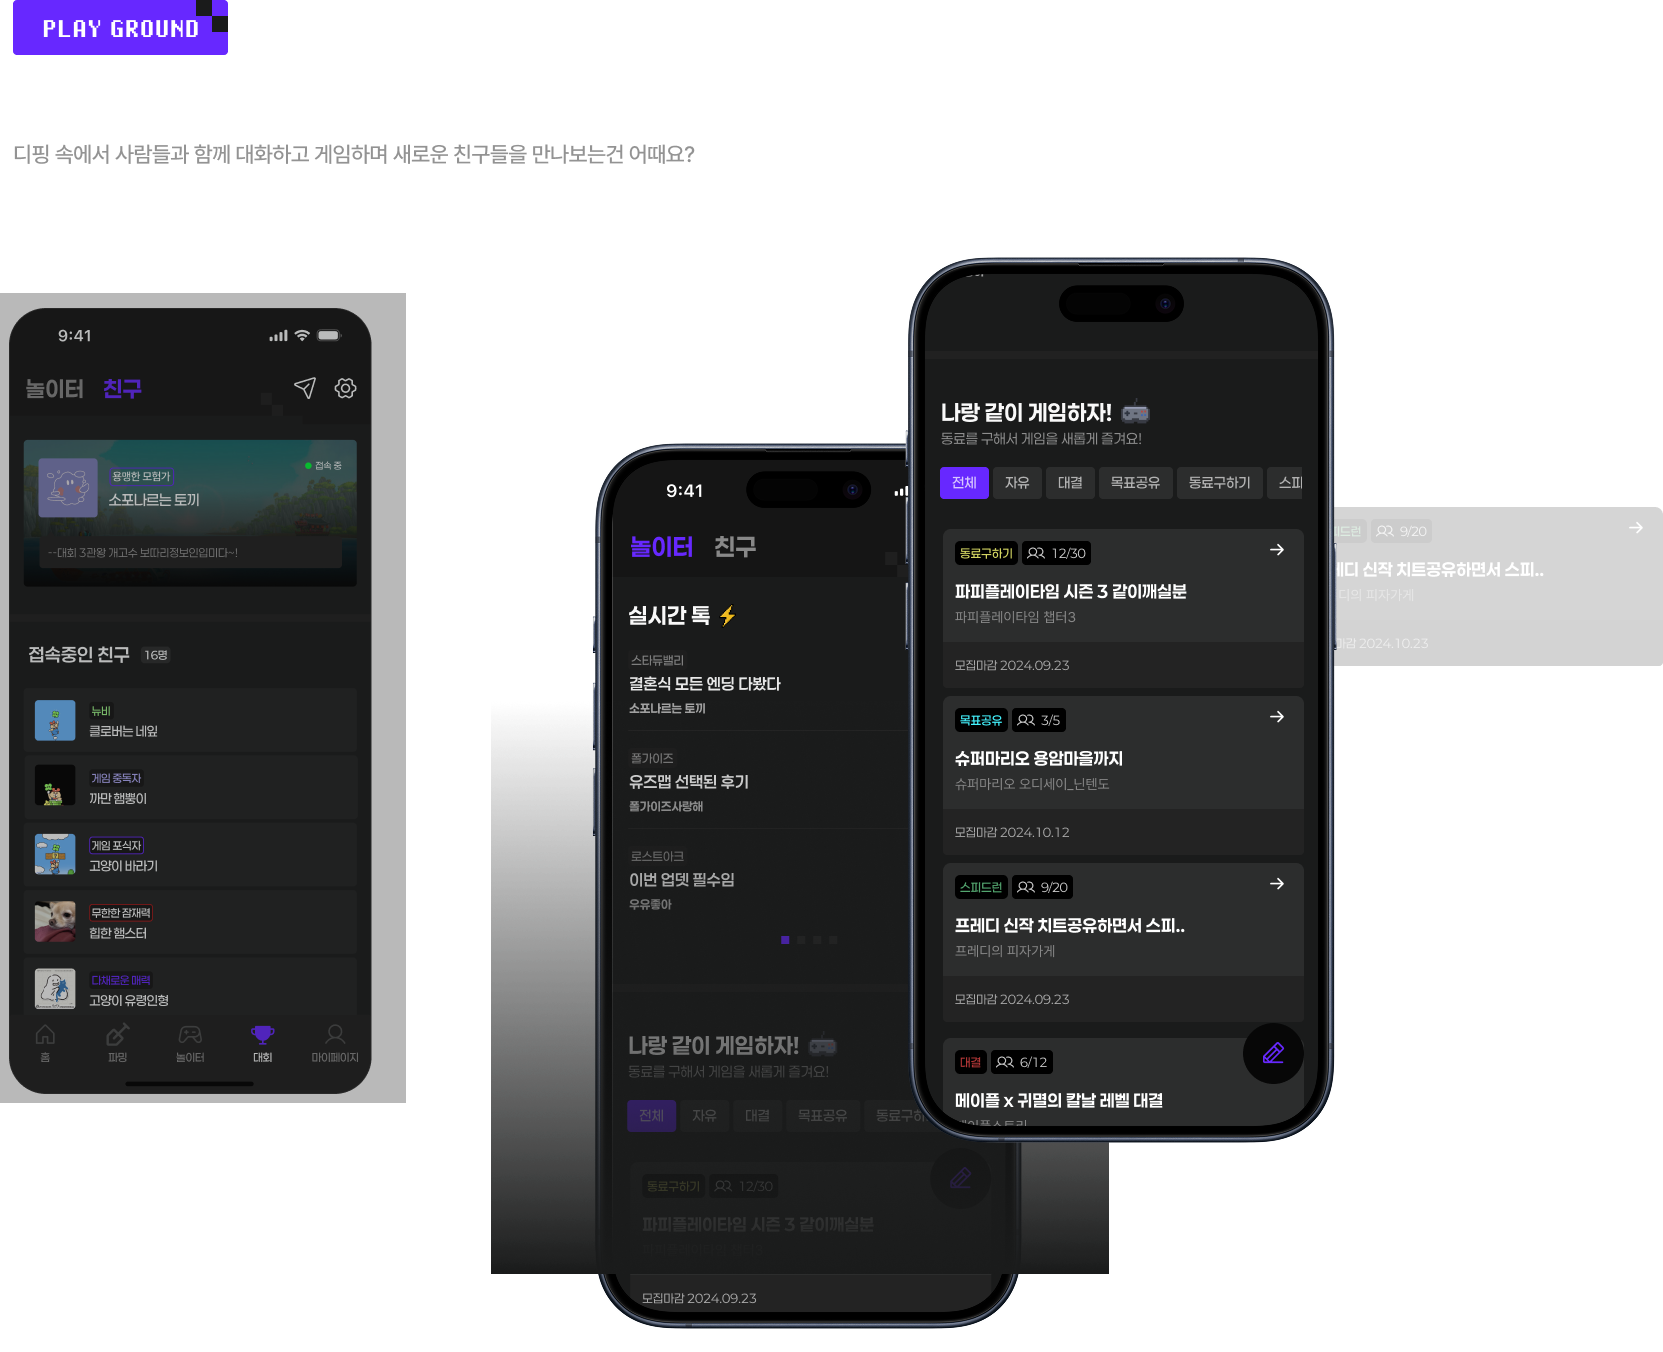 PLAY GROUND
디핑 속에서 사람들과 함께 대화하고 게임하며 새로운 친구들을 만나보는건 어때요?
9:41
놀이터 친구
접속 중
용맹한 모험가
소포나르는 토끼
--대회 3관왕 개고수 보따리정보인입미다~!
접속중인 친구 16명
뉴비
클로버는 네잎
게임 중독자
까만 햄뽕이
게임 포식자
고양이 바라기
무한한 잠재력
힙한 햄스터
다채로운 매력
고양이 유령인형
홈 파밍 놀이터 대회 마이페이지
9:41
놀이터 친구
실시간 톡
스타듀밸리
결혼식 모든 엔딩 다봤다
소포나르는 토끼
폴가이즈
유즈맵 선택된 후기
폴가이즈사랑해
로스트아크
이번 업뎃 필수임
우유좋아
나랑 같이 게임하자!
동료를 구해서 게임을 새롭게 즐겨요!
전체 자유 대결 목표공유 동료구하
동료구하기 12/30
파피플레이타임 시즌 3 같이깨실분
모집마감 2024.09.23
나랑 같이 게임하자!
동료를 구해서 게임을 새롭게 즐겨요!
전체 자유 대결 목표공유 동료구하기 스피
동료구하기 12/30
파피플레이타임 시즌 3 같이깨실분
파피플레이타임 챕터3
모집마감 2024.09.23
목표공유 3/5
슈퍼마리오 용암마을까지
슈퍼마리오 오디세이_닌텐도
모집마감 2024.10.12
스피드런 9/20
프레디 신작 치트공유하면서 스피..
프레디의 피자가게
모집마감 2024.09.23
대결 6/12
메이플 x 귀멸의 칼날 레벨 대결
메이플스토리
피드런 9/20
레디 신작 치트공유하면서 스피..
디의 피자가게
마감 2024.10.23